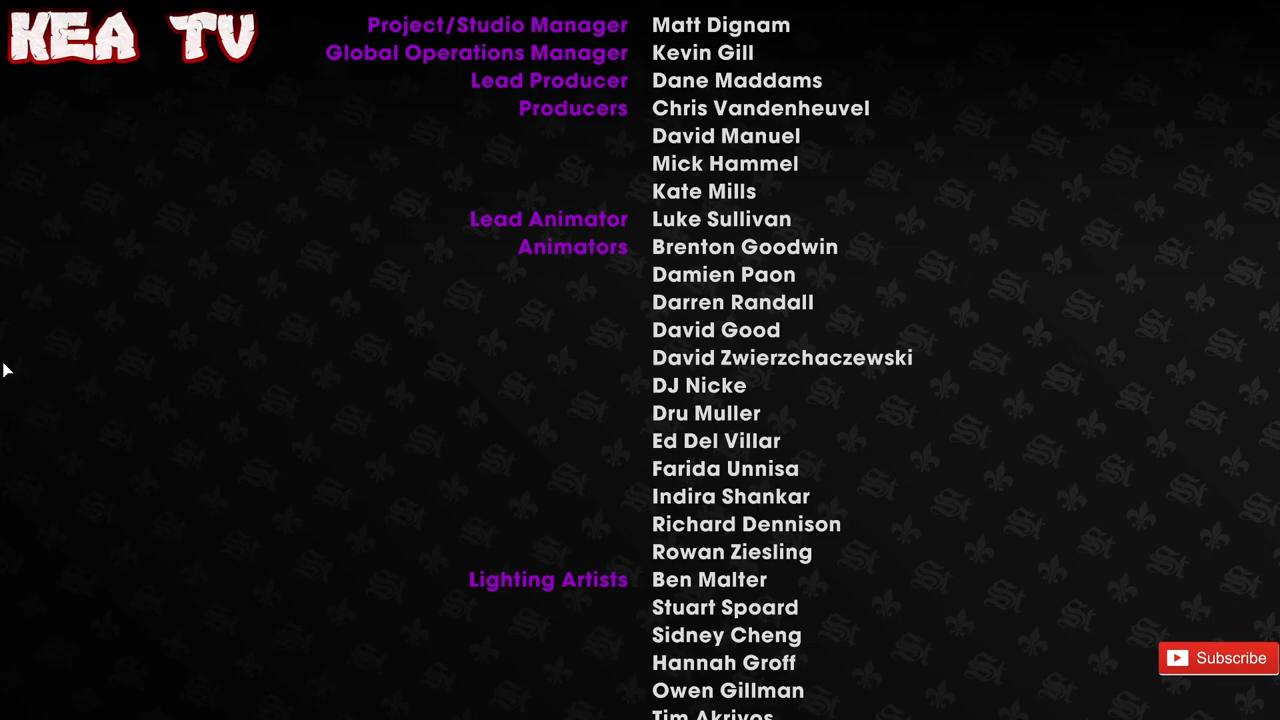 KEA TV
Project/Studio Manager Matt Dignam
Global Operations Manager Kevin Gill
Lead Producer Dane Maddams
Producers Chris Vandenheuvel
David Manuel
Mick Hammel
Kate Mills
Lead Animator Luke Sullivan
Animators Brenton Goodwin
Damien Paon
Darren Randall
David Good
David Zwierzchaczewski
DJ Nicke
Dru Muller
Ed Del Villar
Farida Unnisa
Indira Shankar
Richard Dennison
Rowan Ziesling
Lighting Artists Ben Malter
Stuart Spoard
Sidney Cheng
Hannah Groff
Subscribe
Owen Gillman
Tim Akrivos